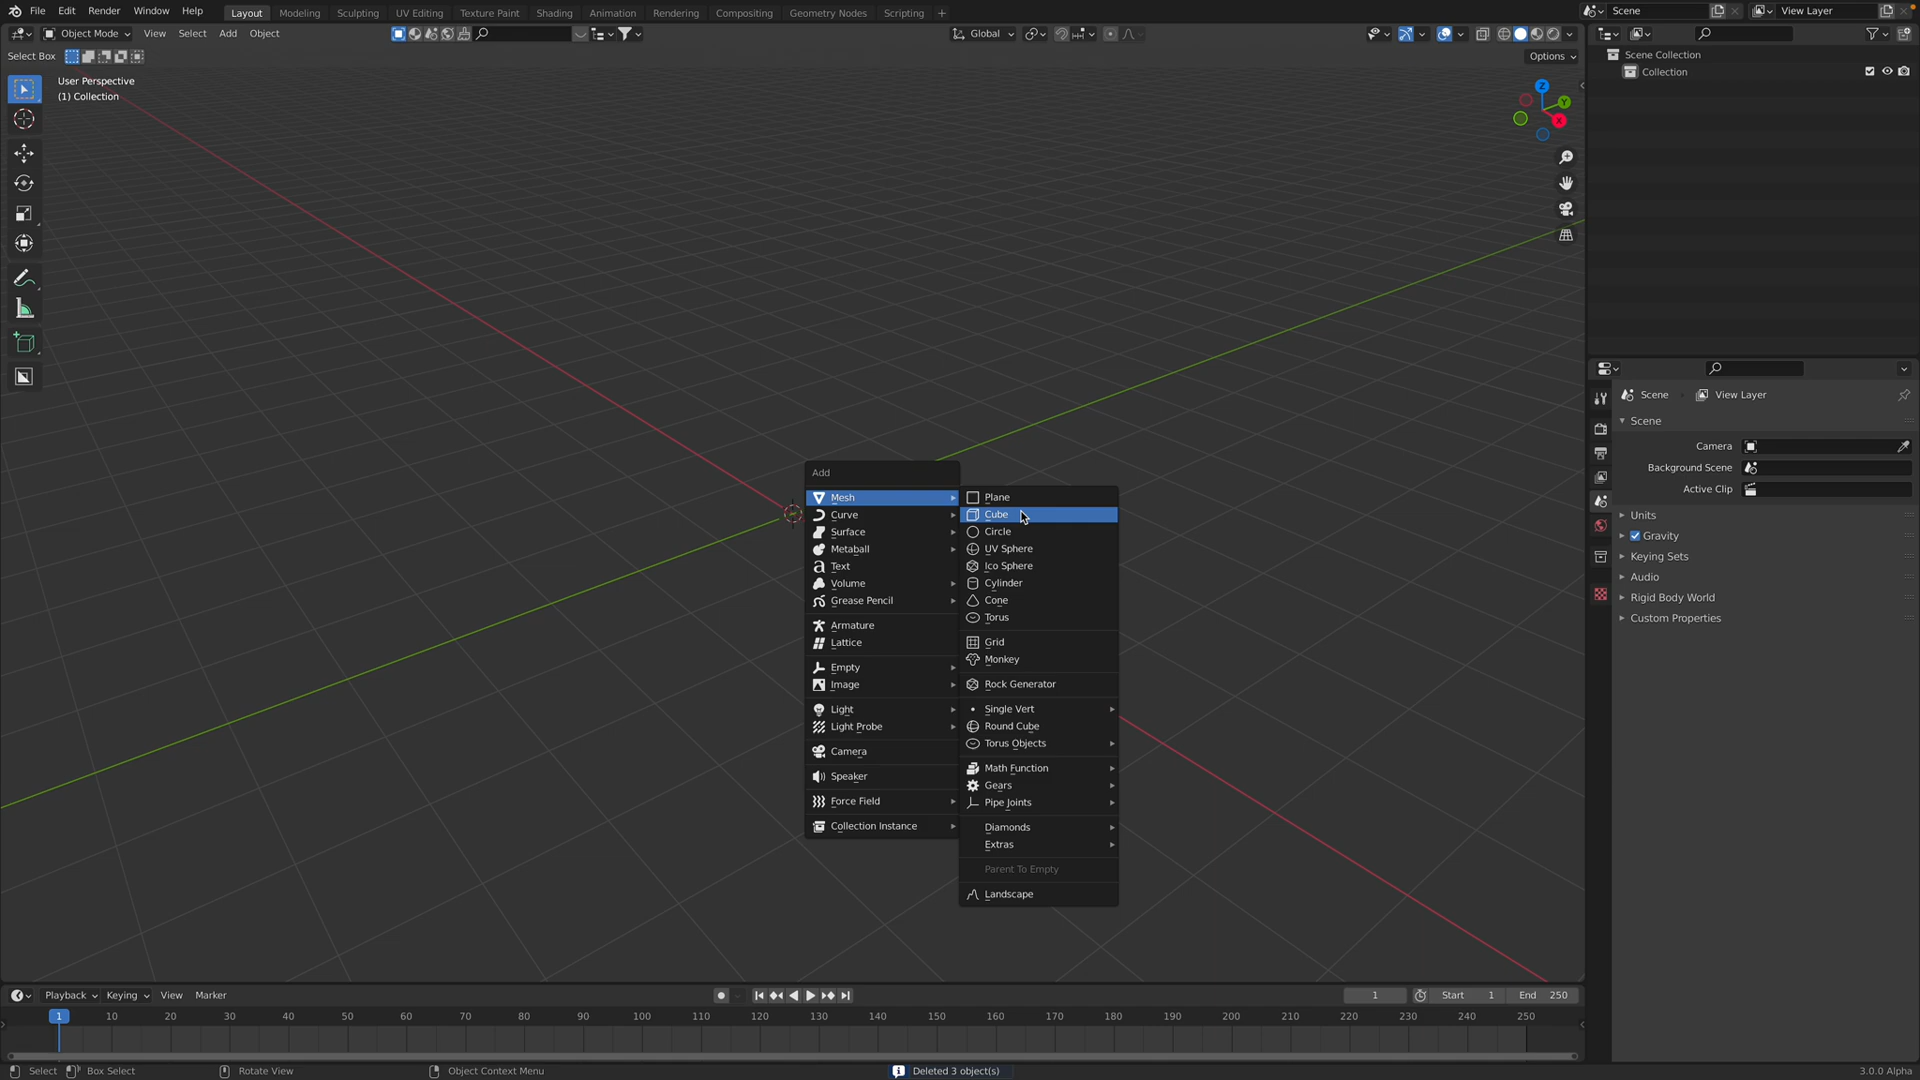 File Edit Render Window Help Layout Modeling Sculpting UV Editing Texture Paint Shading Animation Rendering Compositing Geometry Nodes Scripting + Scene View Layer
Object Mode View Select Add Object Global
Select Box Options
User Perspective
(1) Collection
Z
Y
X
Scene Collection
Collection
Add
Mesh
Curve
Surface
Metaball
Text
Volume
Grease Pencil
Armature
Lattice
Empty
Image
Light
Light Probe
Camera
Speaker
Force Field
Collection Instance
Plane
Cube
Circle
UV Sphere
Ico Sphere
Cylinder
Cone
Torus
Grid
Monkey
Rock Generator
Single Vert
Round Cube
Torus Objects
Math Function
Gears
Pipe Joints
Diamonds
Extras
Parent To Empty
Landscape
Scene View Layer
Scene
Camera
Background Scene
Active Clip
Units
Gravity
Keying Sets
Audio
Rigid Body World
Custom Properties
Playback Keying View Marker 1 Start 1 End 250
1 10 20 30 40 50 60 70 80 90 100 110 120 130 140 150 160 170 180 190 200 210 220 230 240 250
Select Box Select Rotate View Object Context Menu Deleted 3 object(s) 3.0.0 Alpha